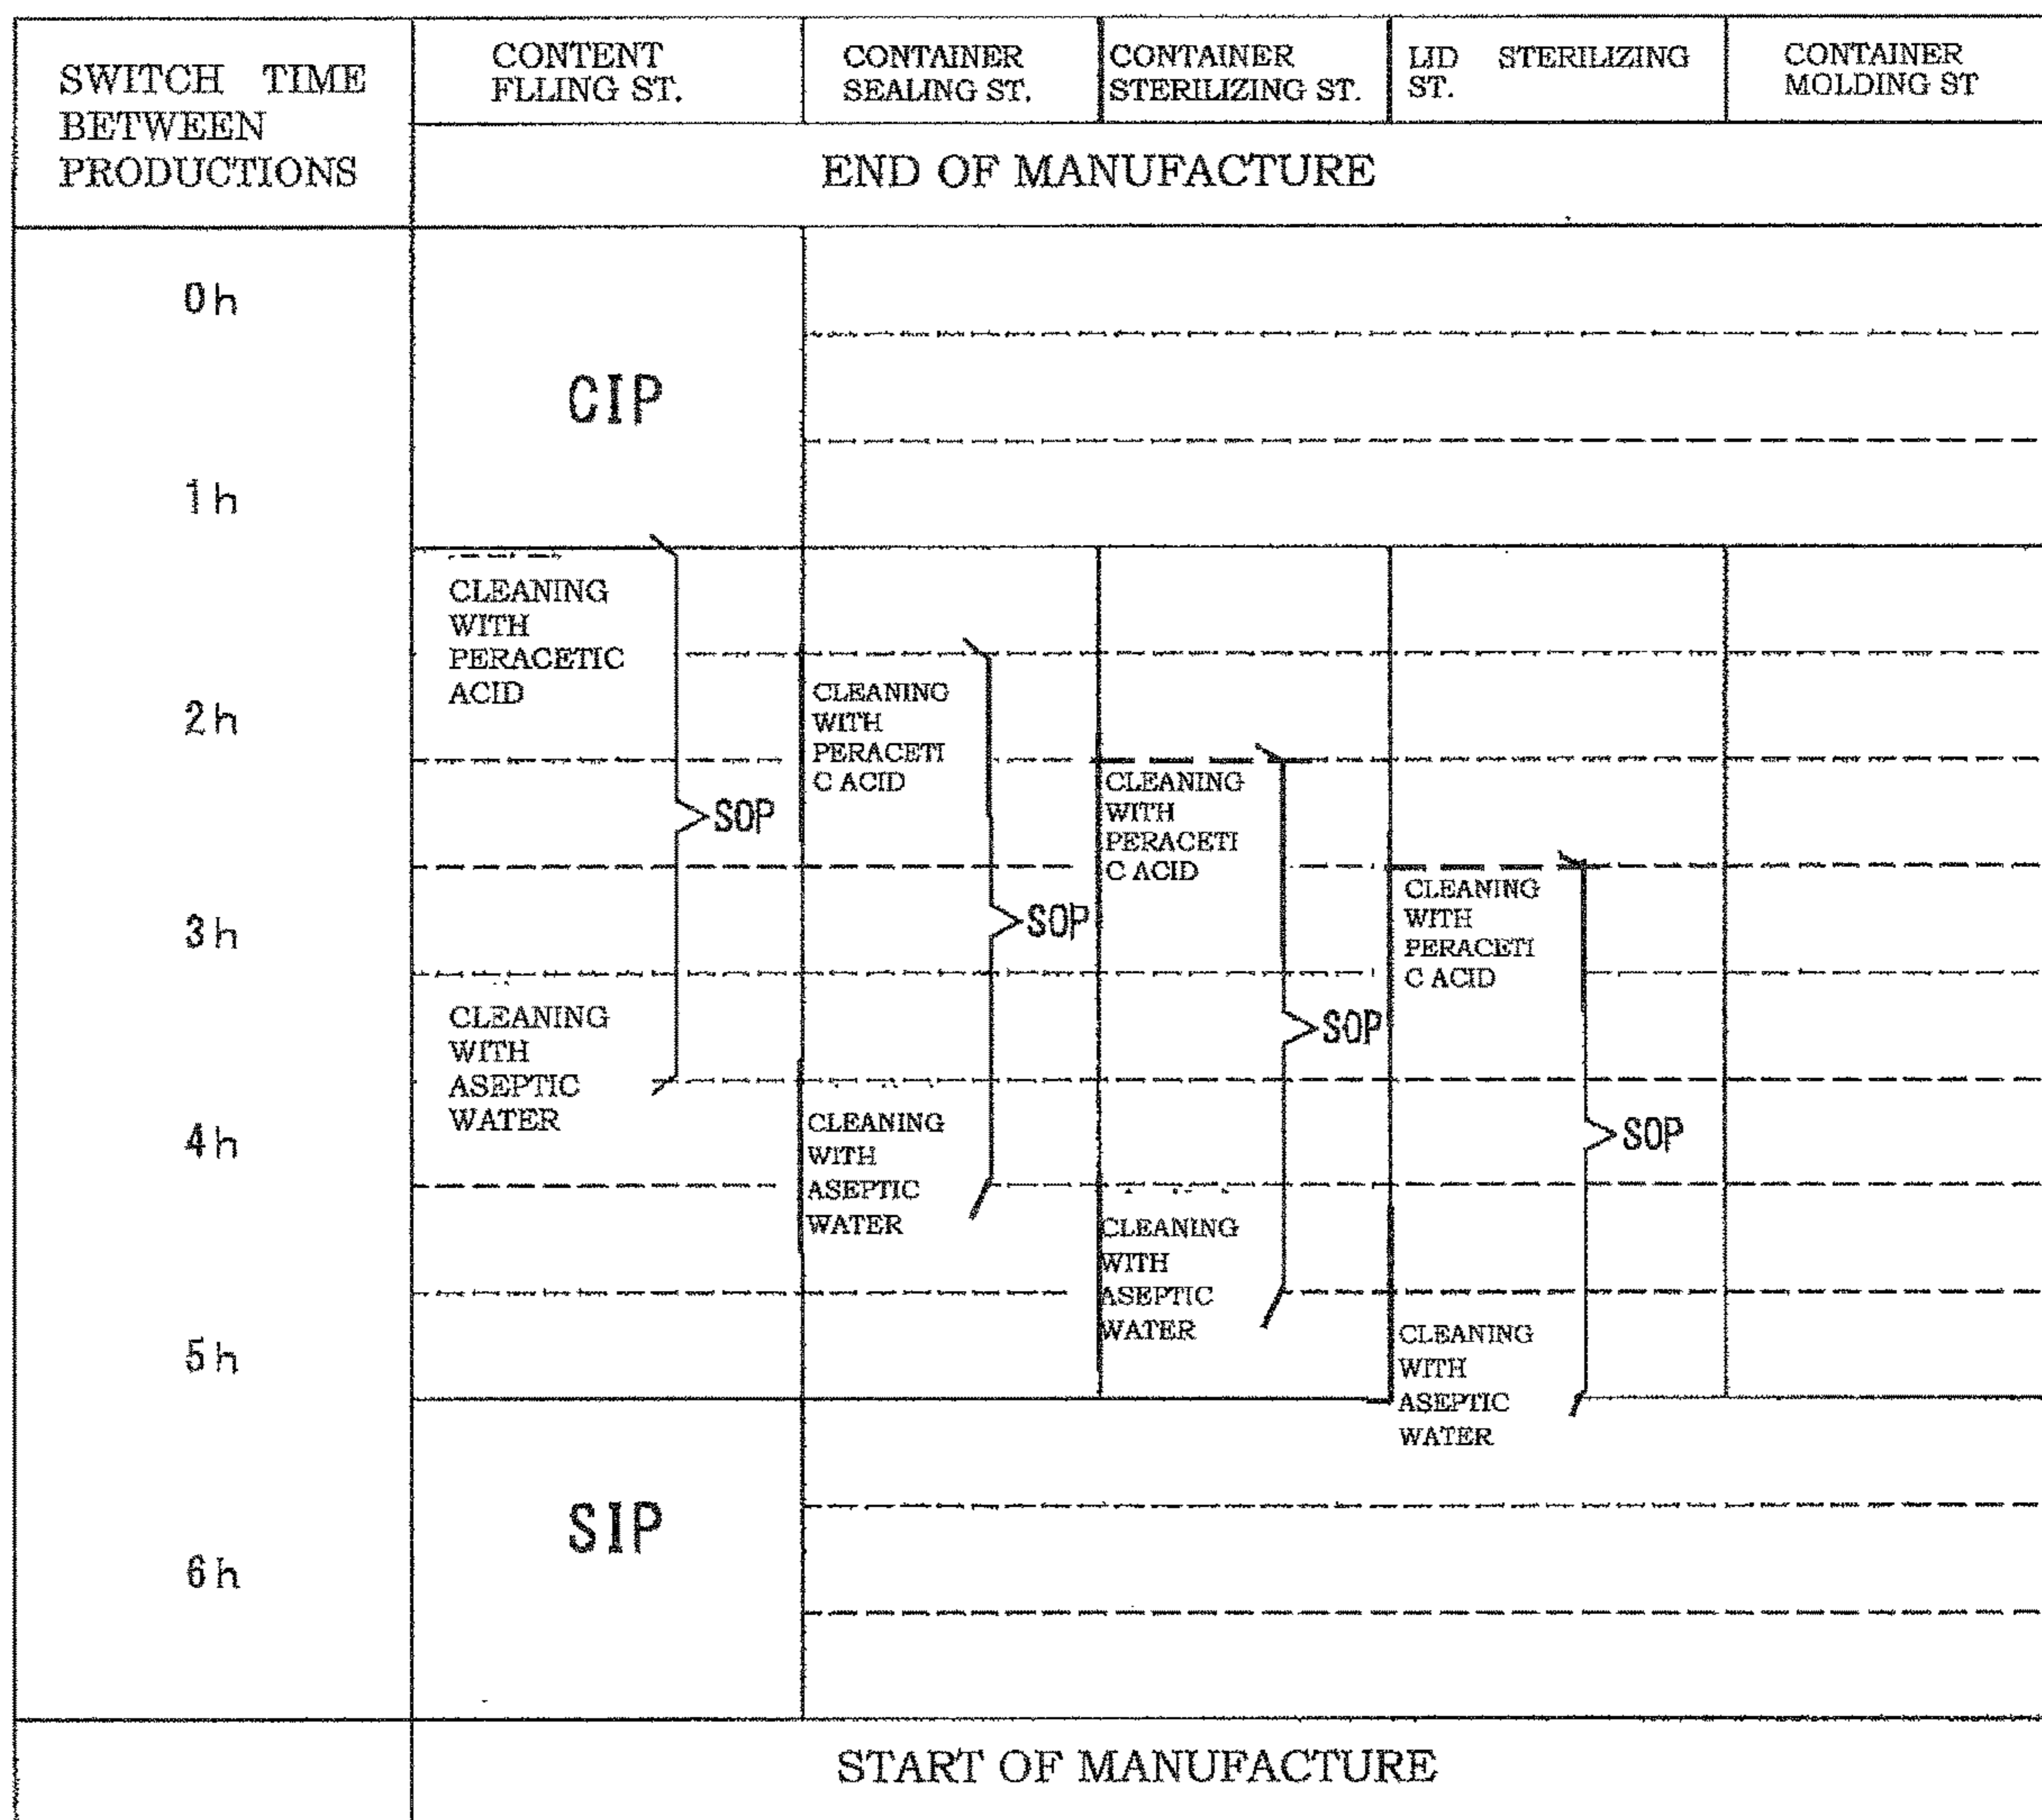 SWITCH TIME
BETWEEN
PRODUCTIONS
CONTENT
FLLING ST.
CONTAINER
SEALING ST.
CONTAINER
STERILIZING ST.
LID STERILIZING
ST.
CONTAINER
MOLDING ST
END OF MANUFACTURE
0h
CIP
1h
CLEANING
WITH
PERACETIC
ACID
2h
CLEANING
WITH
PERACETI
C ACID
CLEANING
WITH
PERACETI
C ACID
SOP
CLEANING
WITH
PERACETI
C ACID
3h
SOP
CLEANING
WITH
ASEPTIC
WATER
SOP
4h
CLEANING
WITH
ASEPTIC
WATER
SOP
CLEANING
WITH
ASEPTIC
WATER
5h
CLEANING
WITH
ASEPTIC
WATER
SIP
6h
START OF MANUFACTURE